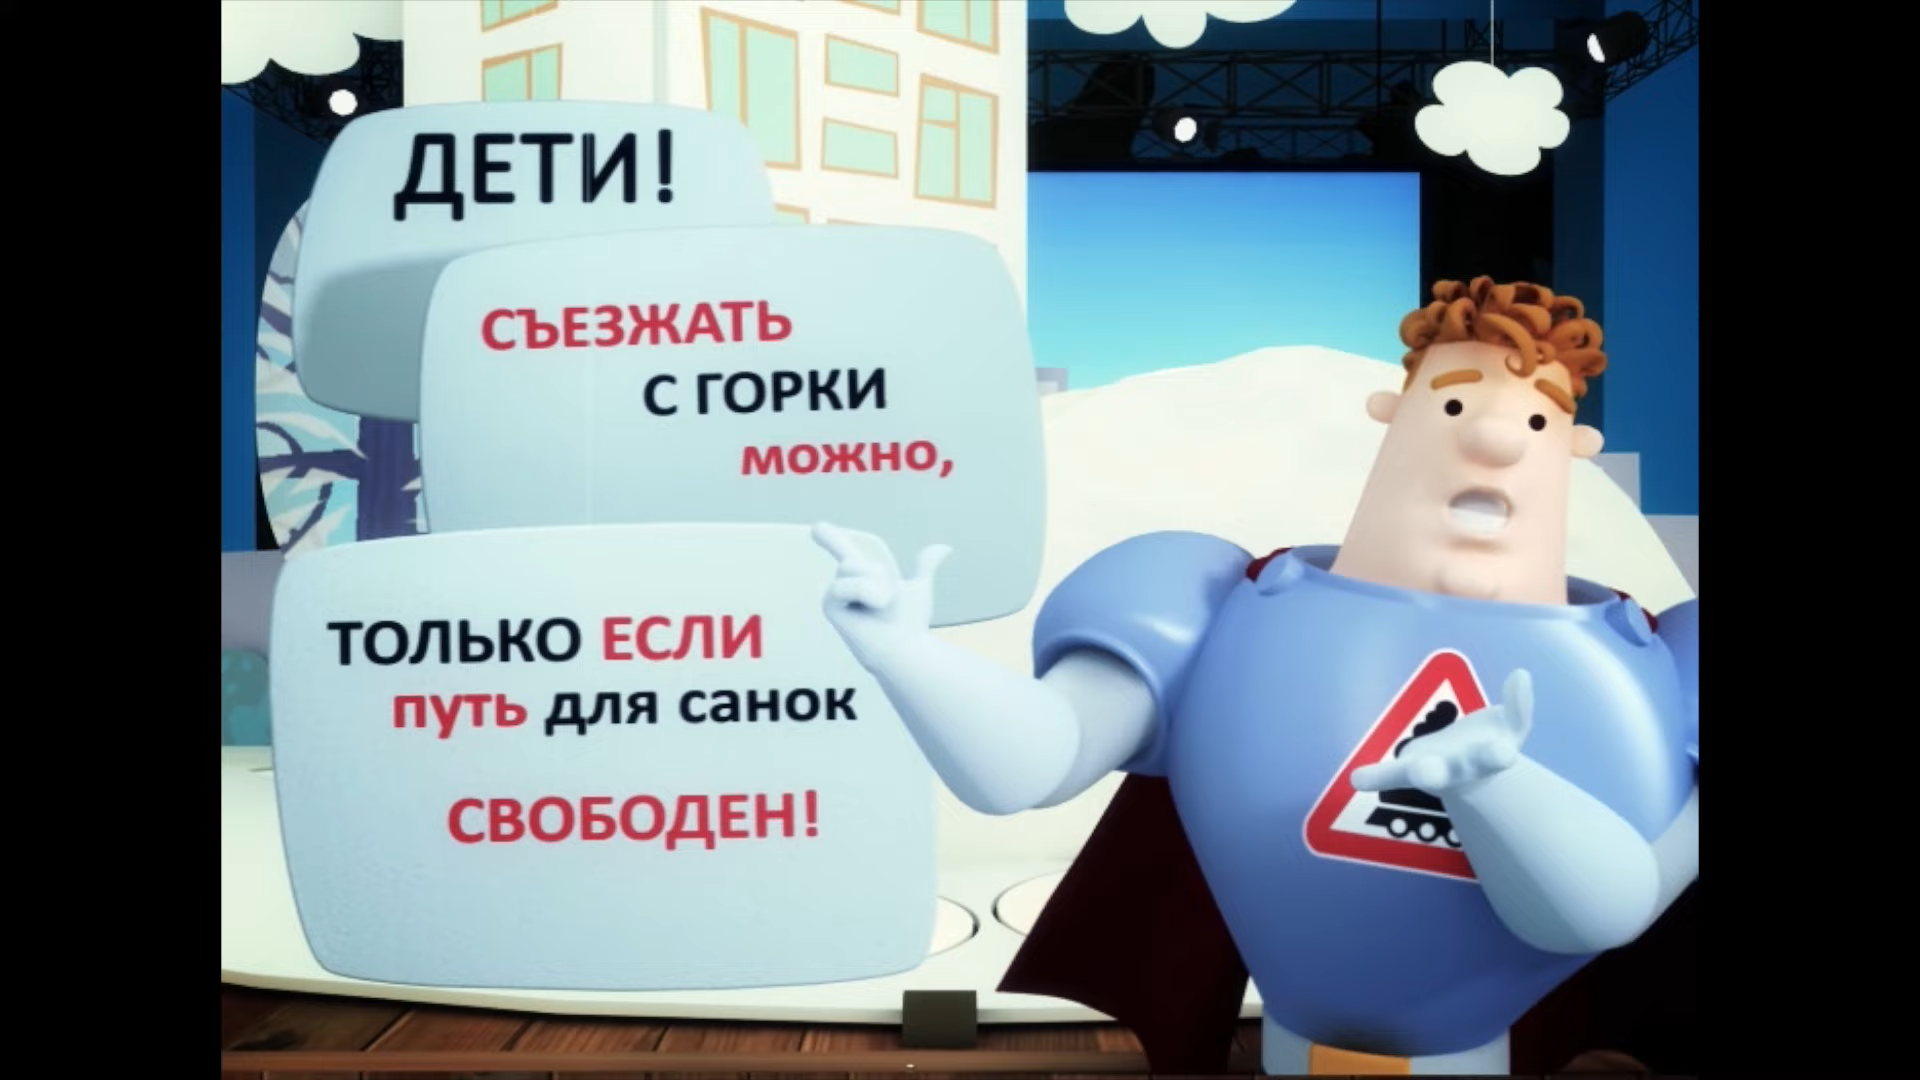 ДЕТИ!
СЪЕЗЖАТЬ
С ГОРКИ
можно,
ТОЛЬКО ЕСЛИ
путь для санок
СВОБОДЕН!